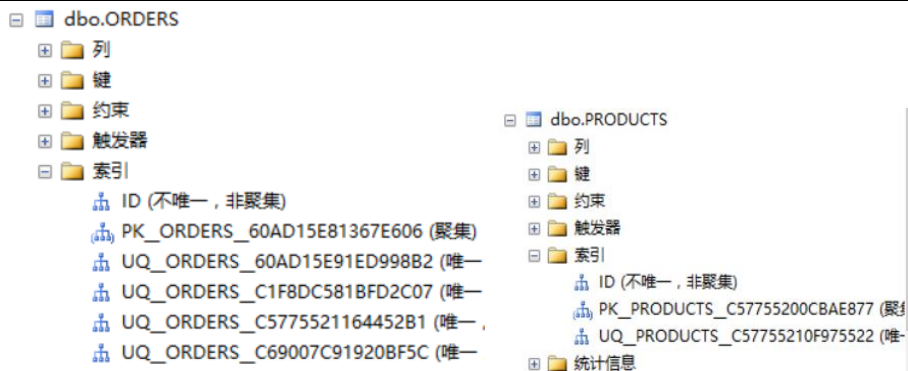 dbo.ORDERS
列
键
约束
触发器
索引
ID (不唯一，非聚集)
PK__ORDERS__60AD15E81367E606 (聚集)
UQ__ORDERS__60AD15E91ED998B2 (唯一
UQ__ORDERS__C1F8DC581BFD2C07 (唯一
UQ__ORDERS__C5775521164452B1 (唯一，
UQ__ORDERS__C69007C91920BF5C (唯一
dbo.PRODUCTS
列
键
约束
触发器
索引
ID (不唯一，非聚集)
PK__PRODUCTS__C57755200CBAE877 (聚
UQ__PRODUCTS__C57755210F975522 (唯
统计信息